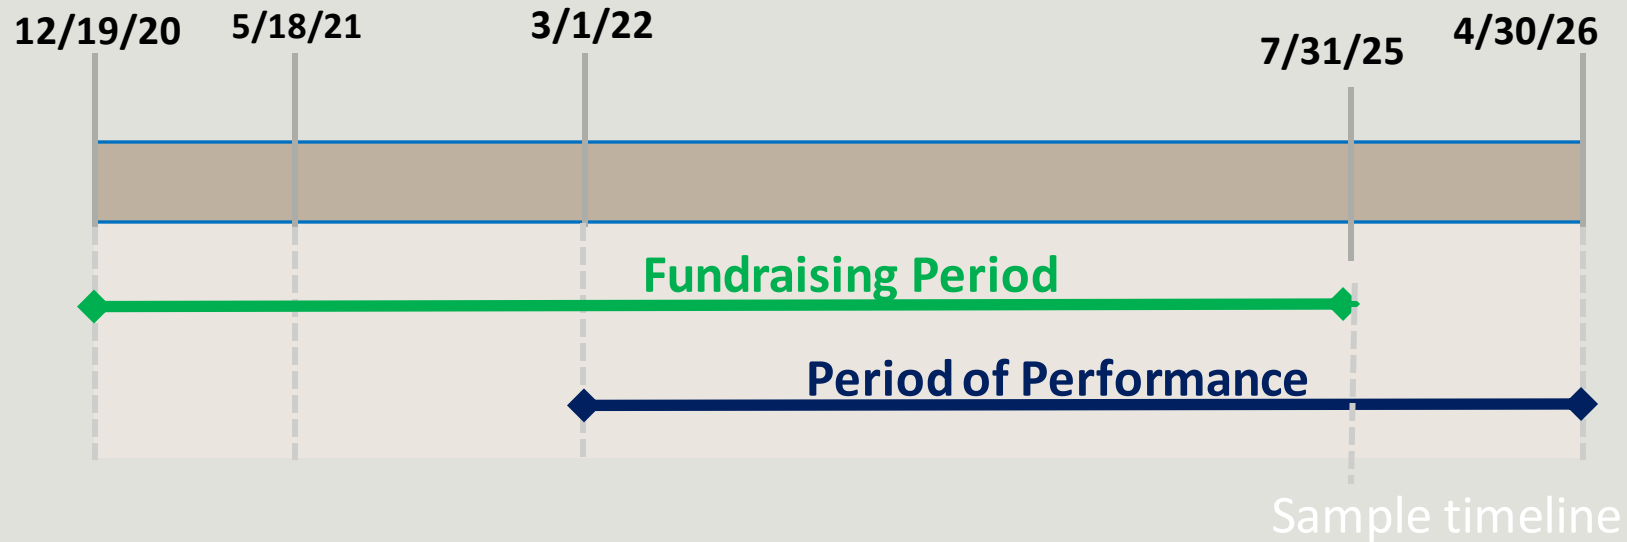 12/19/20
5/18/21
3/1/22
7/31/25
4/30/26
Fundraising Period
Period of Performance
Sample timeline